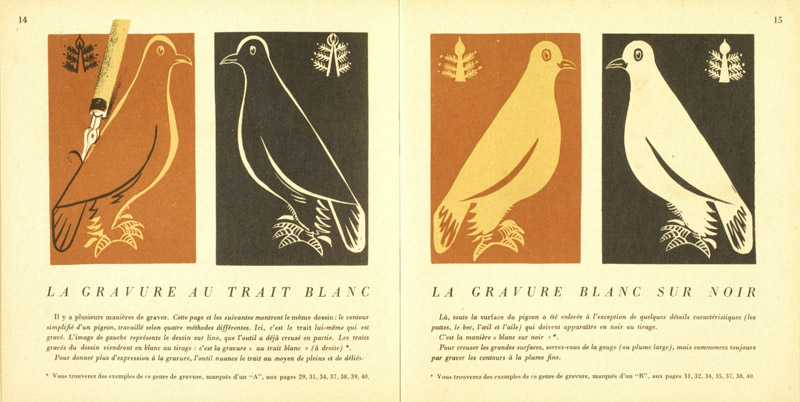 14
LA GRAVURE AU TRAIT BLANC
Il y a plusieurs manières de graver. Cette page et les suivantes montrent le même dessin : le contour
simplifié d'un pigeon, travaillé selon quatre méthodes différentes. Ici, c'est le trait lui-même qui est
gravé. L'image de gauche représente le dessin sur lino, que l'outil a déjà creusé en partie. Les traits
gravés du dessin viendront en blanc au tirage : c'est la gravure « au trait blanc » (à droite) *.
Pour donner plus d'expression à la gravure, l'outil nuance le trait au moyen de pleins et de déliés.
* Vous trouverez des exemples de ce genre de gravure, marqués d'un "A", aux pages 29, 31, 34, 37, 38, 39, 40.
15
LA GRAVURE BLANC SUR NOIR
Là, toute la surface du pigeon a été enlevée à l'exception de quelques détails caractéristiques (les
pattes, le bec, l'œil et l'aile) qui doivent apparaître en noir au tirage.
C'est la manière « blanc sur noir » *.
Pour creuser les grandes surfaces, servez-vous de la gouge (ou plume large), mais commencez toujours
par graver les contours à la plume fine.
* Vous trouverez des exemples de ce genre de gravure, marqués d'un "B", aux pages 31, 32, 34, 35, 37, 38, 40.